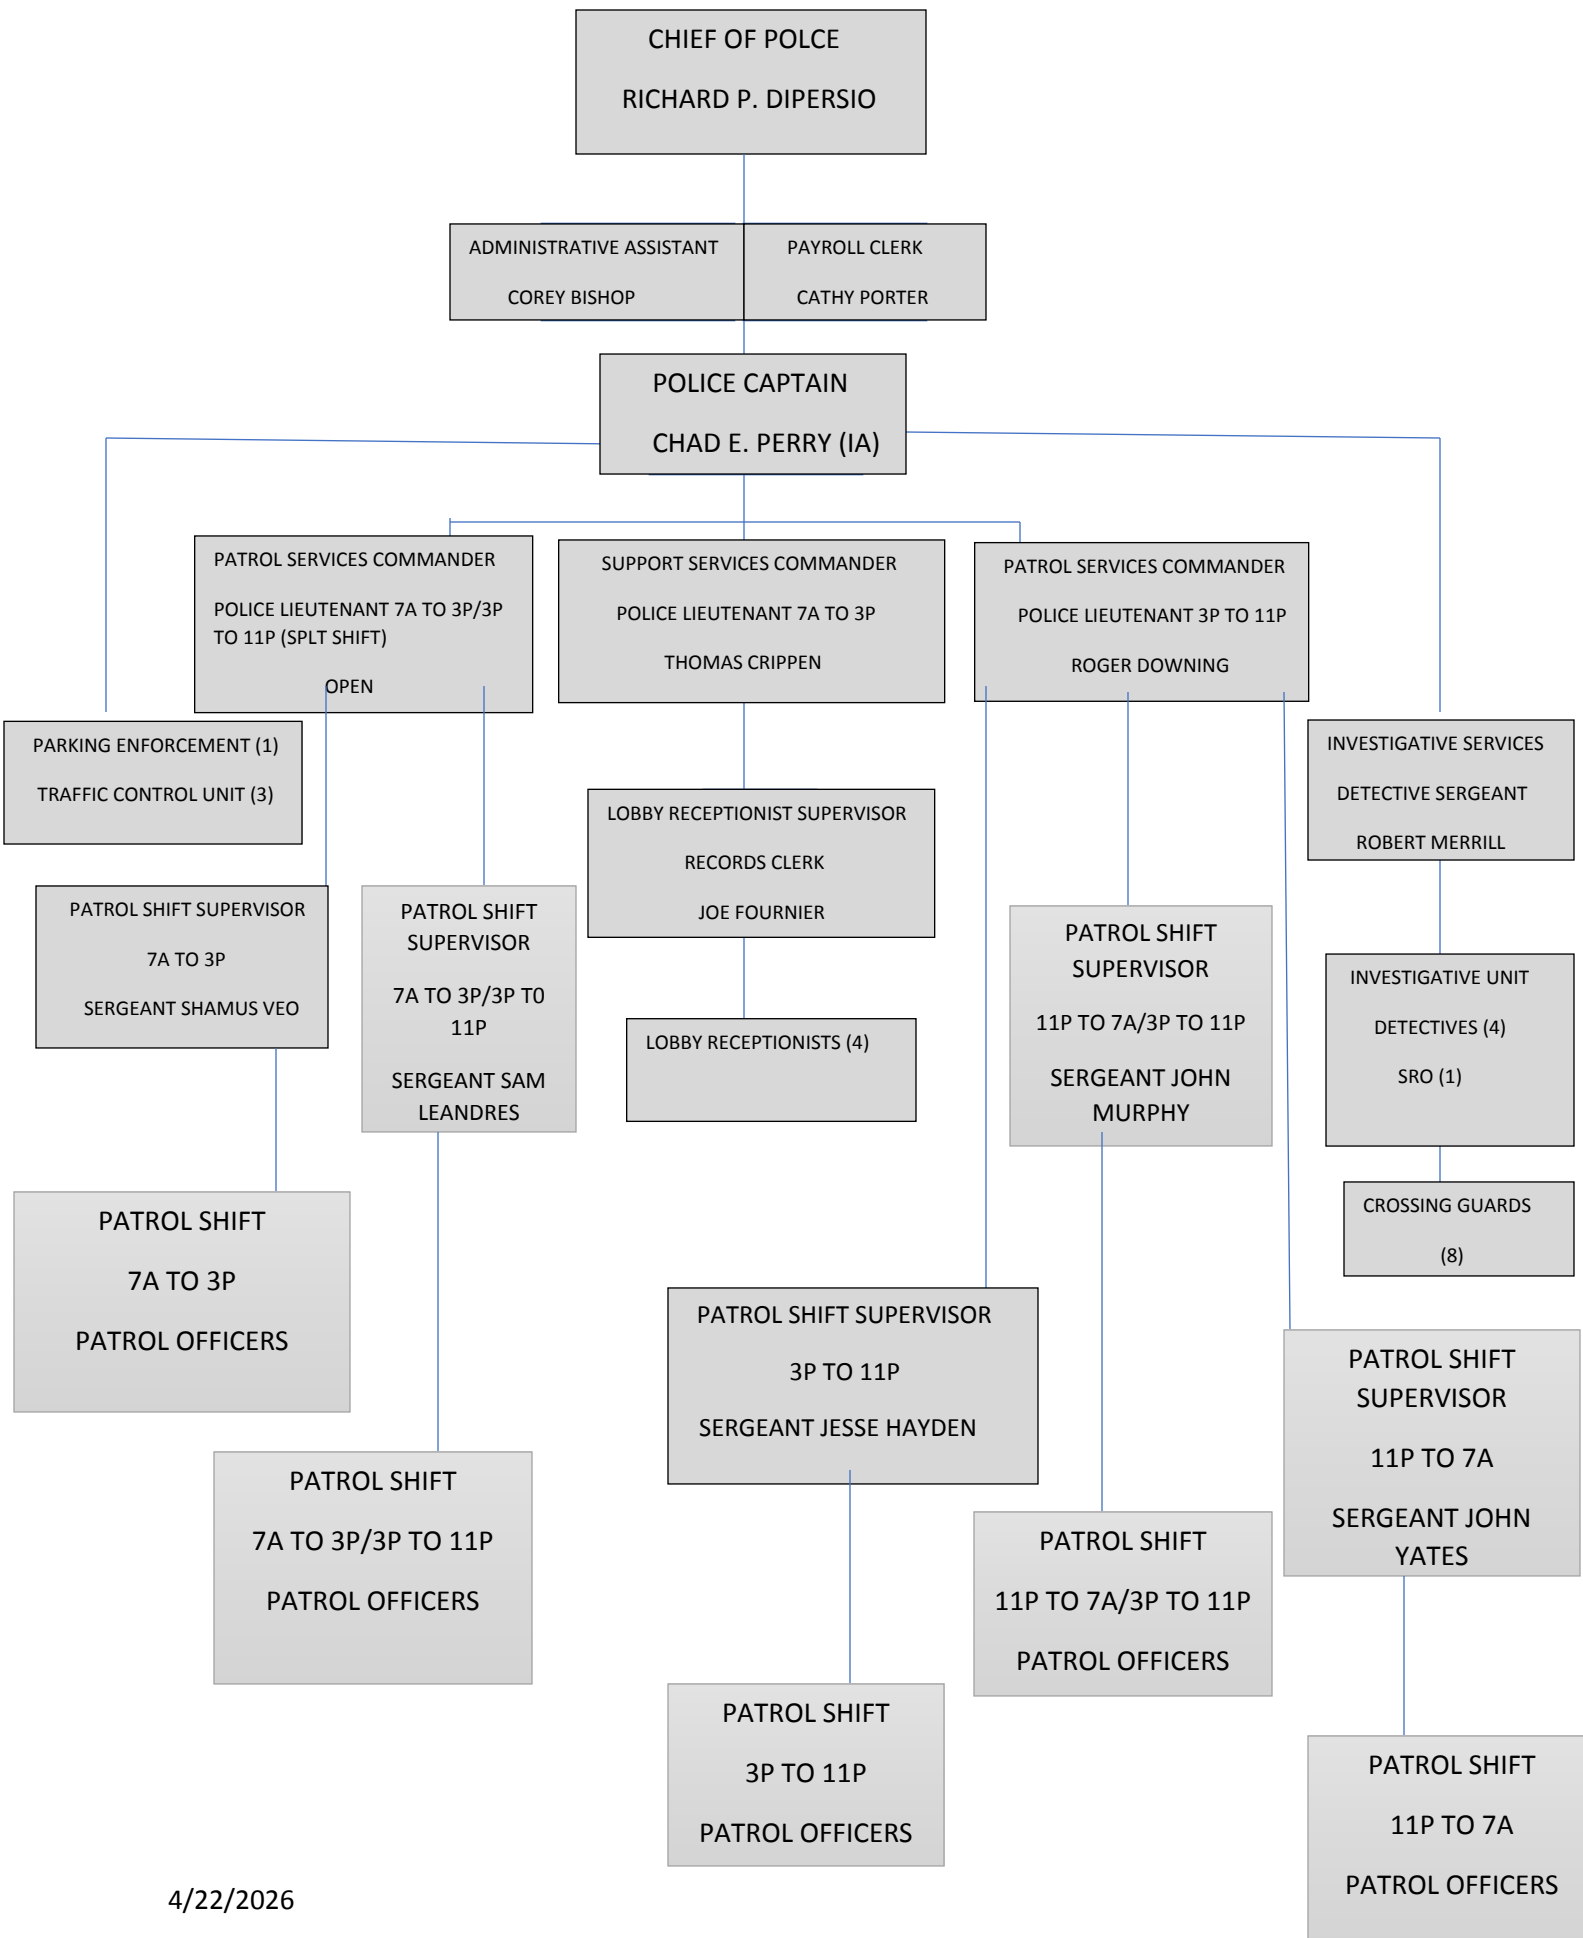 CHIEF OF POLCE
RICHARD P. DIPERSIO
ADMINISTRATIVE ASSISTANT
COREY BISHOP
PAYROLL CLERK
CATHY PORTER
POLICE CAPTAIN
CHAD E. PERRY (IA)
PATROL SERVICES COMMANDER
POLICE LIEUTENANT 7A TO 3P/3P
TO 11P (SPLT SHIFT)
OPEN
SUPPORT SERVICES COMMANDER
POLICE LIEUTENANT 7A TO 3P
THOMAS CRIPPEN
PATROL SERVICES COMMANDER
POLICE LIEUTENANT 3P TO 11P
ROGER DOWNING
PARKING ENFORCEMENT (1)
TRAFFIC CONTROL UNIT (3)
INVESTIGATIVE SERVICES
DETECTIVE SERGEANT
ROBERT MERRILL
LOBBY RECEPTIONIST SUPERVISOR
RECORDS CLERK
JOE FOURNIER
PATROL SHIFT SUPERVISOR
7A TO 3P
SERGEANT SHAMUS VEO
PATROL SHIFT
SUPERVISOR
7A TO 3P/3P T0
11P
SERGEANT SAM
LEANDRES
PATROL SHIFT
SUPERVISOR
11P TO 7A/3P TO 11P
SERGEANT JOHN
MURPHY
INVESTIGATIVE UNIT
DETECTIVES (4)
SRO (1)
LOBBY RECEPTIONISTS (4)
CROSSING GUARDS
(8)
PATROL SHIFT
7A TO 3P
PATROL OFFICERS
PATROL SHIFT SUPERVISOR
3P TO 11P
SERGEANT JESSE HAYDEN
PATROL SHIFT
SUPERVISOR
11P TO 7A
SERGEANT JOHN
YATES
PATROL SHIFT
7A TO 3P/3P TO 11P
PATROL OFFICERS
PATROL SHIFT
11P TO 7A/3P TO 11P
PATROL OFFICERS
PATROL SHIFT
3P TO 11P
PATROL OFFICERS
PATROL SHIFT
11P TO 7A
PATROL OFFICERS
4/22/2026